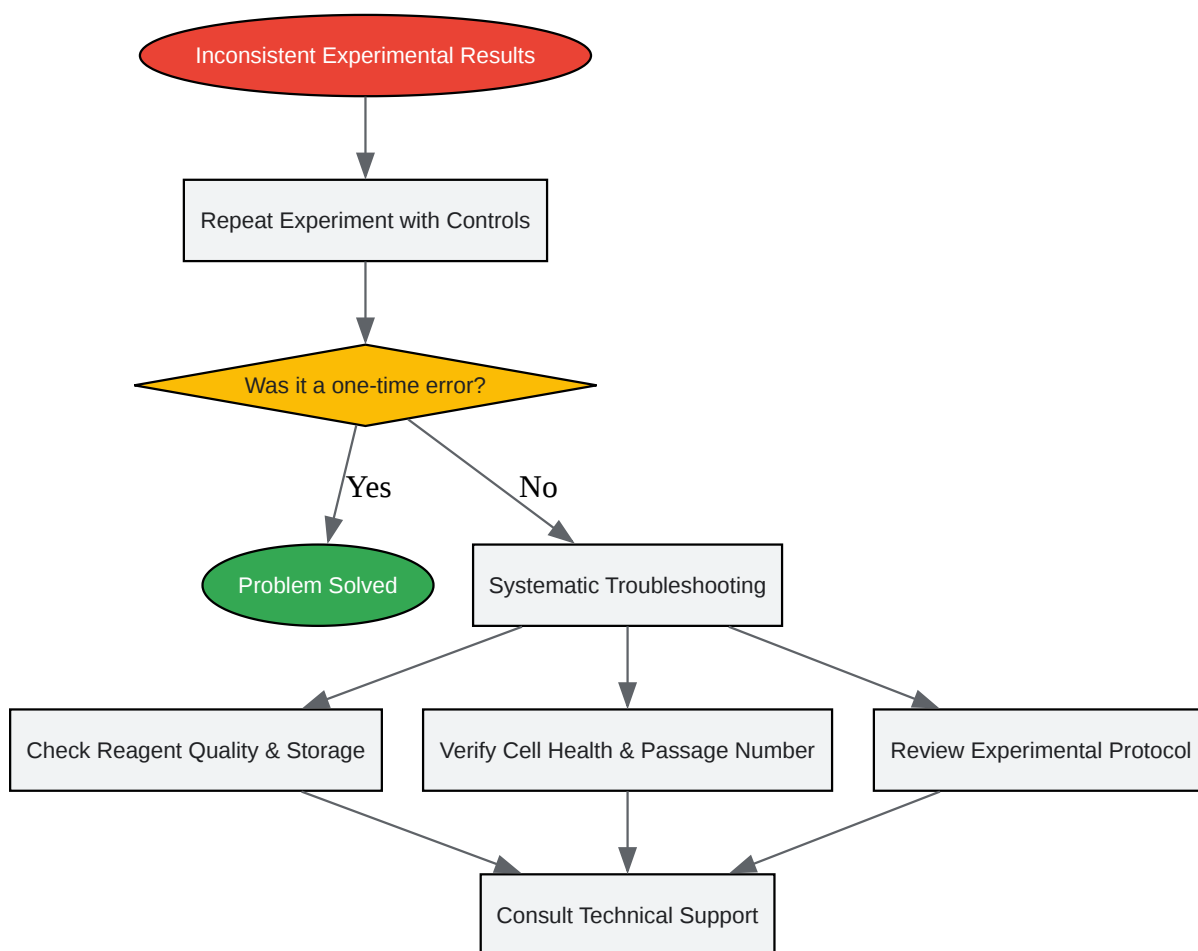 Inconsistent Experimental Results
Repeat Experiment with Controls
Was it a one-time error?
Yes
No
Problem Solved
Systematic Troubleshooting
Check Reagent Quality & Storage
Verify Cell Health & Passage Number
Review Experimental Protocol
Consult Technical Support